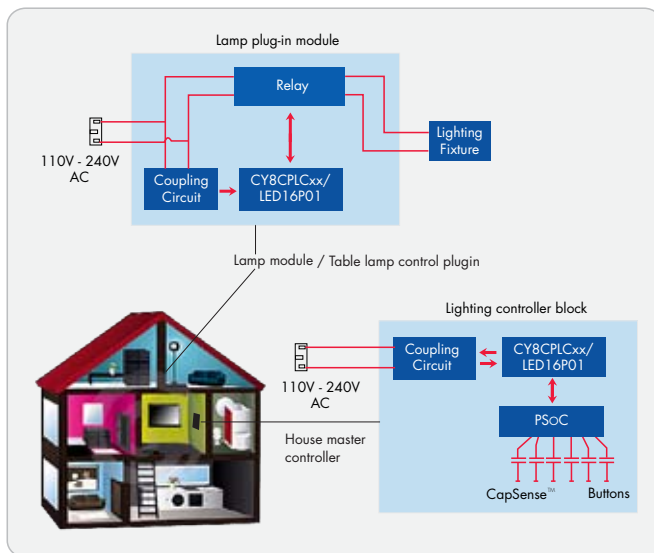 Lamp plug-in module
Relay
110V - 240V
AC
Lighting
Fixture
Coupling
Circuit
CY8CPLCxx/
LED16P01
Lamp module / Table lamp control plugin
Lighting controller block
110V - 240V
AC
Coupling
Circuit
CY8CPLCxx/
LED16P01
PSoC
House master
controller
CapSense™
Buttons